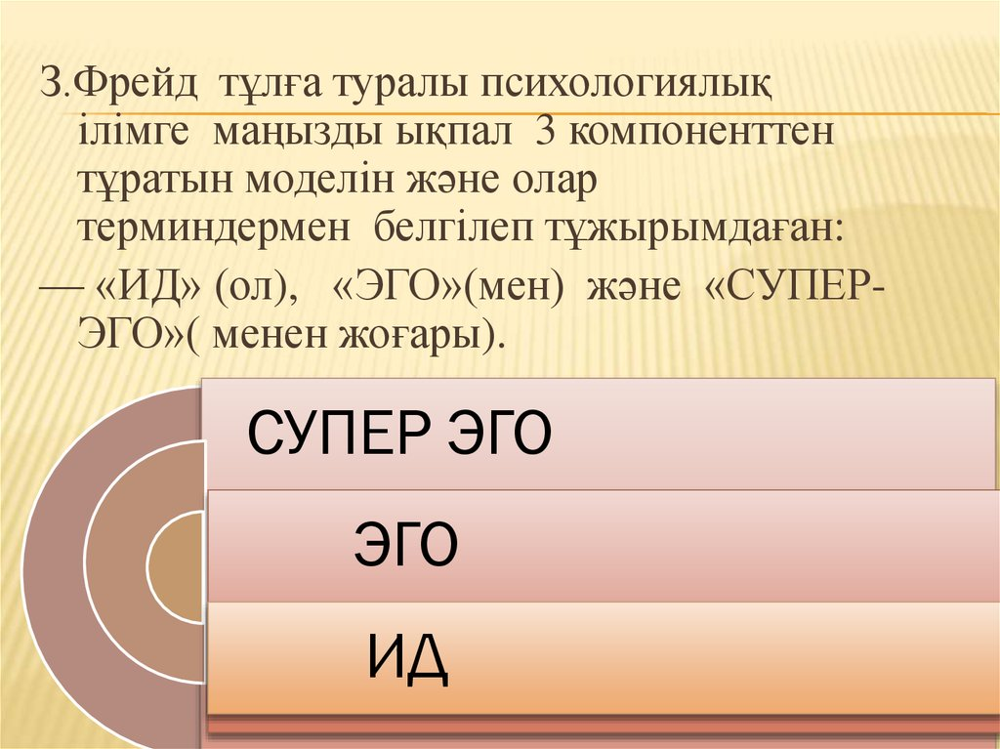 З.Фрейд тұлға туралы психологиялық
ілімге маңызды ықпал 3 компоненттен
тұратын моделін және олар
терминдермен белгілеп тұжырымдаған:
— «ИД» (ол), «ЭГО»(мен) және «СУПЕР-
ЭГО»( менен жоғары).
СУПЕР ЭГО
ЭГО
ИД